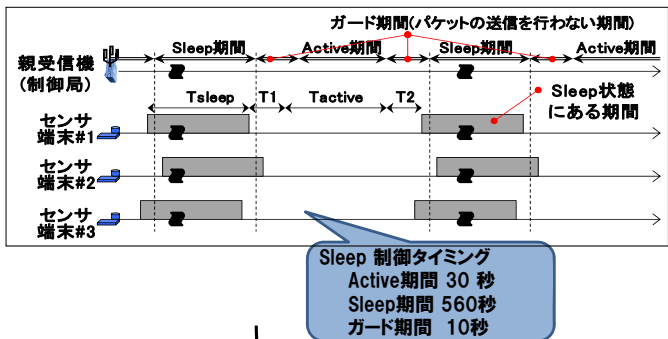 ガード期間(パケットの送信を行わない期間)
Sleep期間 Active期間 Sleep期間 Active期間
親受信機
(制御局)
Tsleep T1 Tactive T2
Sleep状態
にある期間
センサ
端末#1
センサ
端末#2
センサ
端末#3
Sleep 制御タイミング
Active期間 30 秒
Sleep期間 560秒
ガード期間 10秒